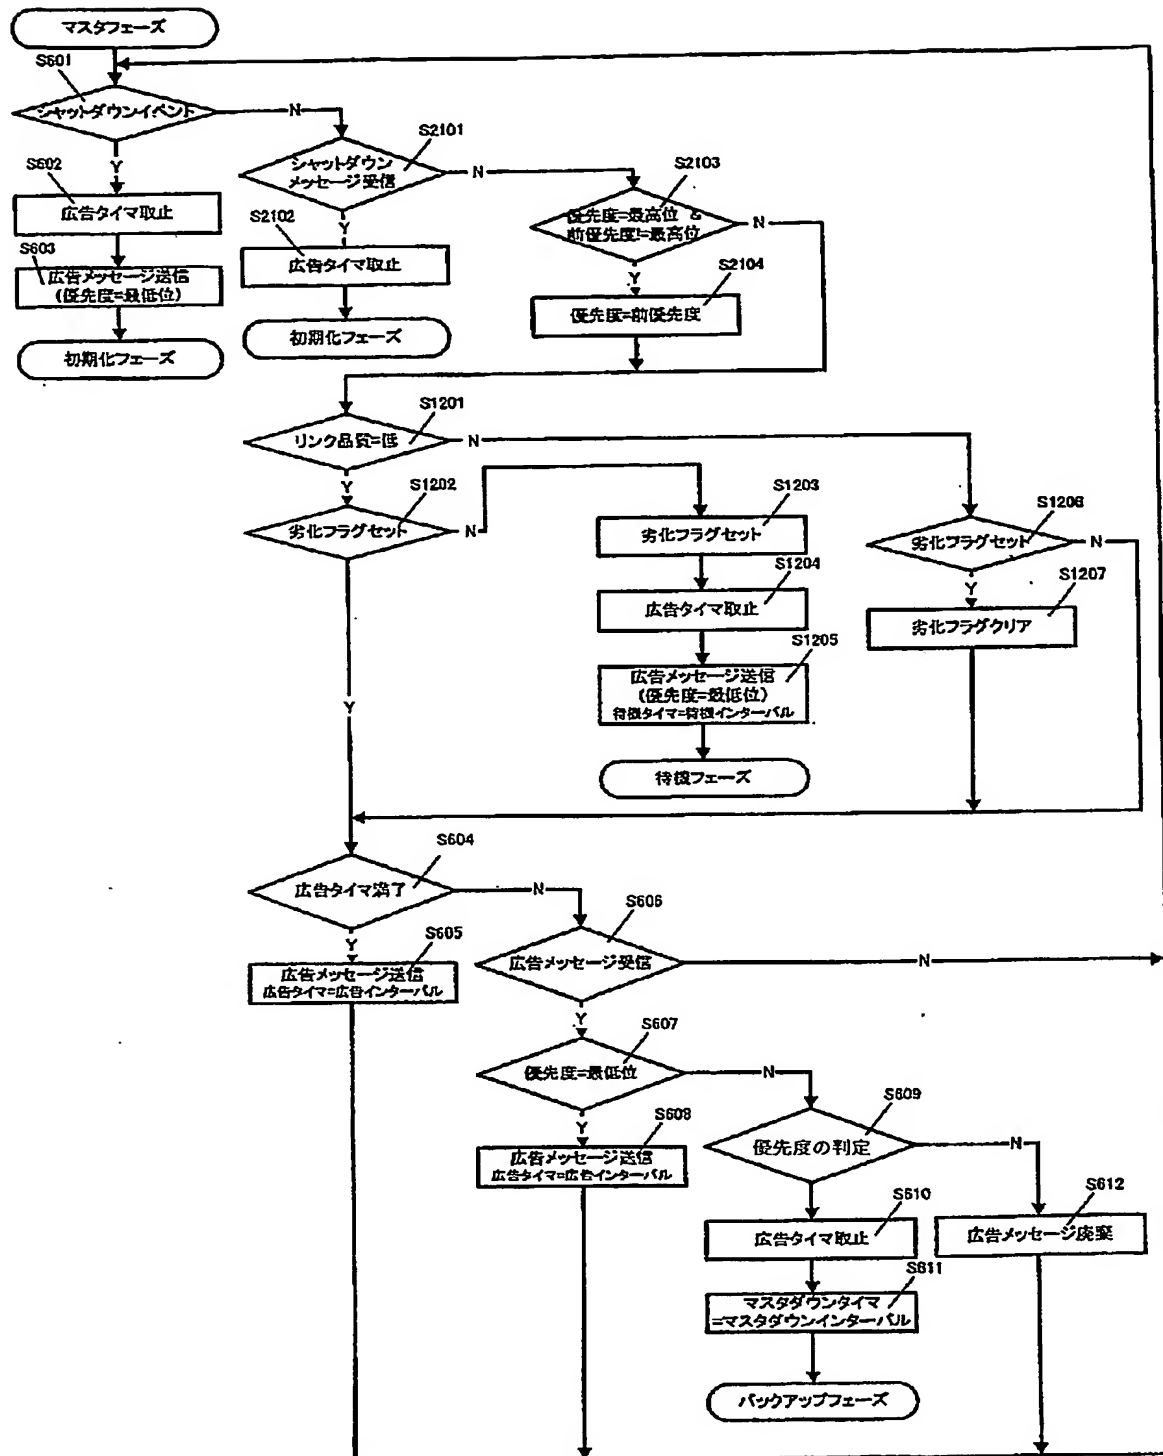 マスタフェーズ
S601
シャットダウンイベント
N
Y
S602
広告タイマ取止
S603
広告メッセージ送信
(優先度=最低位)
初期化フェーズ
S2101
シャットダウン
メッセージ受信
N
Y
S2102
広告タイマ取止
初期化フェーズ
S2103
優先度=最高位 &
前優先度!=最高位
N
Y
S2104
優先度=前優先度
S1201
リンク品質=低
N
Y
S1202
劣化フラグセット
N
Y
S1203
劣化フラグセット
S1204
広告タイマ取止
S1205
広告メッセージ送信
(優先度=最低位)
待機タイマ=待機インターバル
待機フェーズ
S1206
劣化フラグセット
N
Y
S1207
劣化フラグクリア
S604
広告タイマ満了
N
Y
S605
広告メッセージ送信
広告タイマ=広告インターバル
S606
広告メッセージ受信
N
Y
S607
優先度=最低位
N
Y
S608
広告メッセージ送信
広告タイマ=広告インターバル
S609
優先度の判定
N
S610
広告タイマ取止
S611
マスタダウンタイマ
=マスタダウンインターバル
バックアップフェーズ
S612
広告メッセージ廃棄